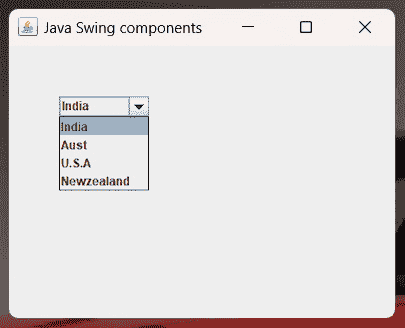 Java Swing components
India
India
Aust
U.S.A
Newzealand